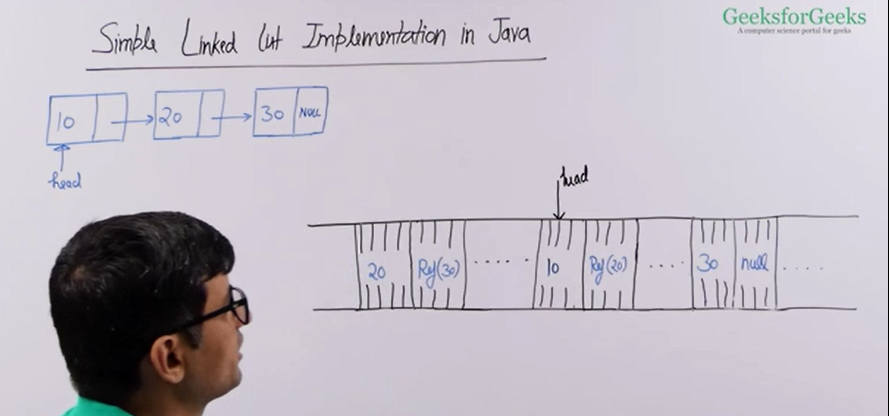 GeeksforGeeks
A computer science portal for geeks
Simple Linked List Implementation in Java
10 20 30 NULL
head
head
20 Ref(30) ...... 10 Ref(20) .... 30 null ....